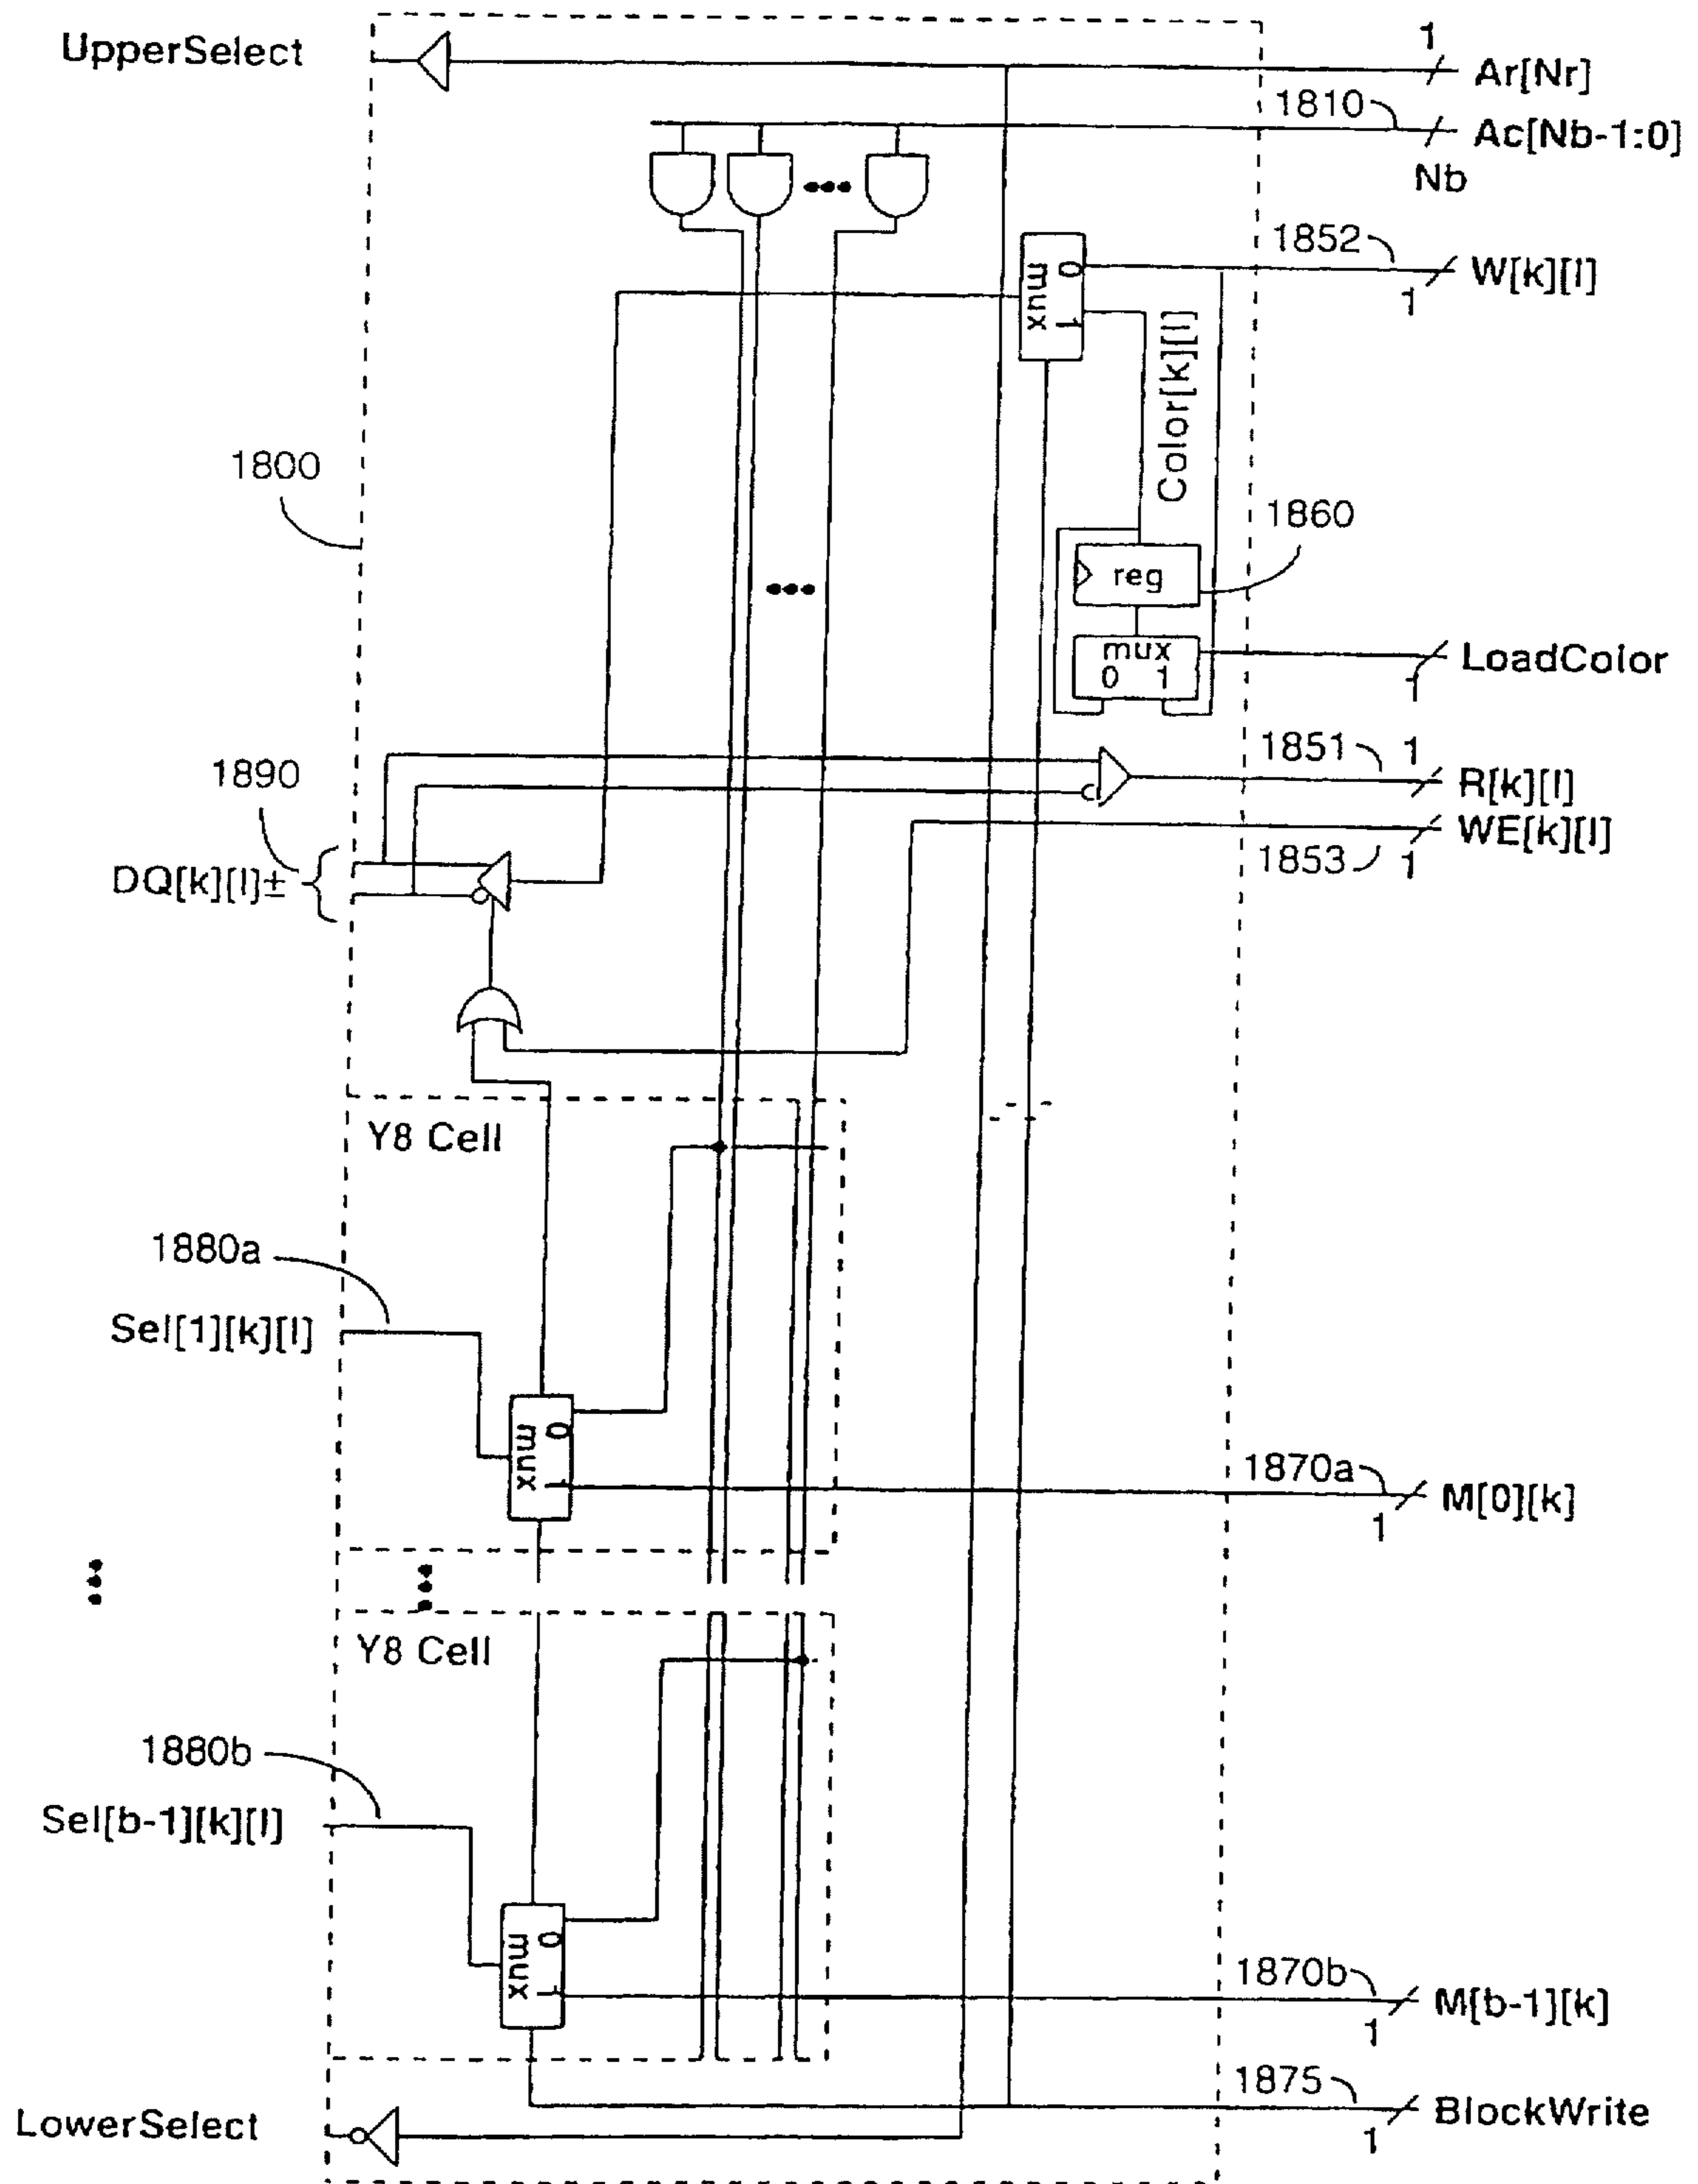 UpperSelect
1
Ar[Nr]
1810
Ac[Nb-1:0]
Nb
1852
W[k][l]
1
mux
0
1
Color[k][l]
1800
1860
reg
mux
0 1
LoadColor
1
1890
1851
1
R[k][l]
WE[k][l]
1853
1
DQ[k][l]±
Y8 Cell
1880a
Sel[1][k][l]
mux
0
1
1870a
M[0][k]
1
Y8 Cell
1880b
Sel[b-1][k][l]
mux
0
1
1870b
M[b-1][k]
1
1875
BlockWrite
1
LowerSelect